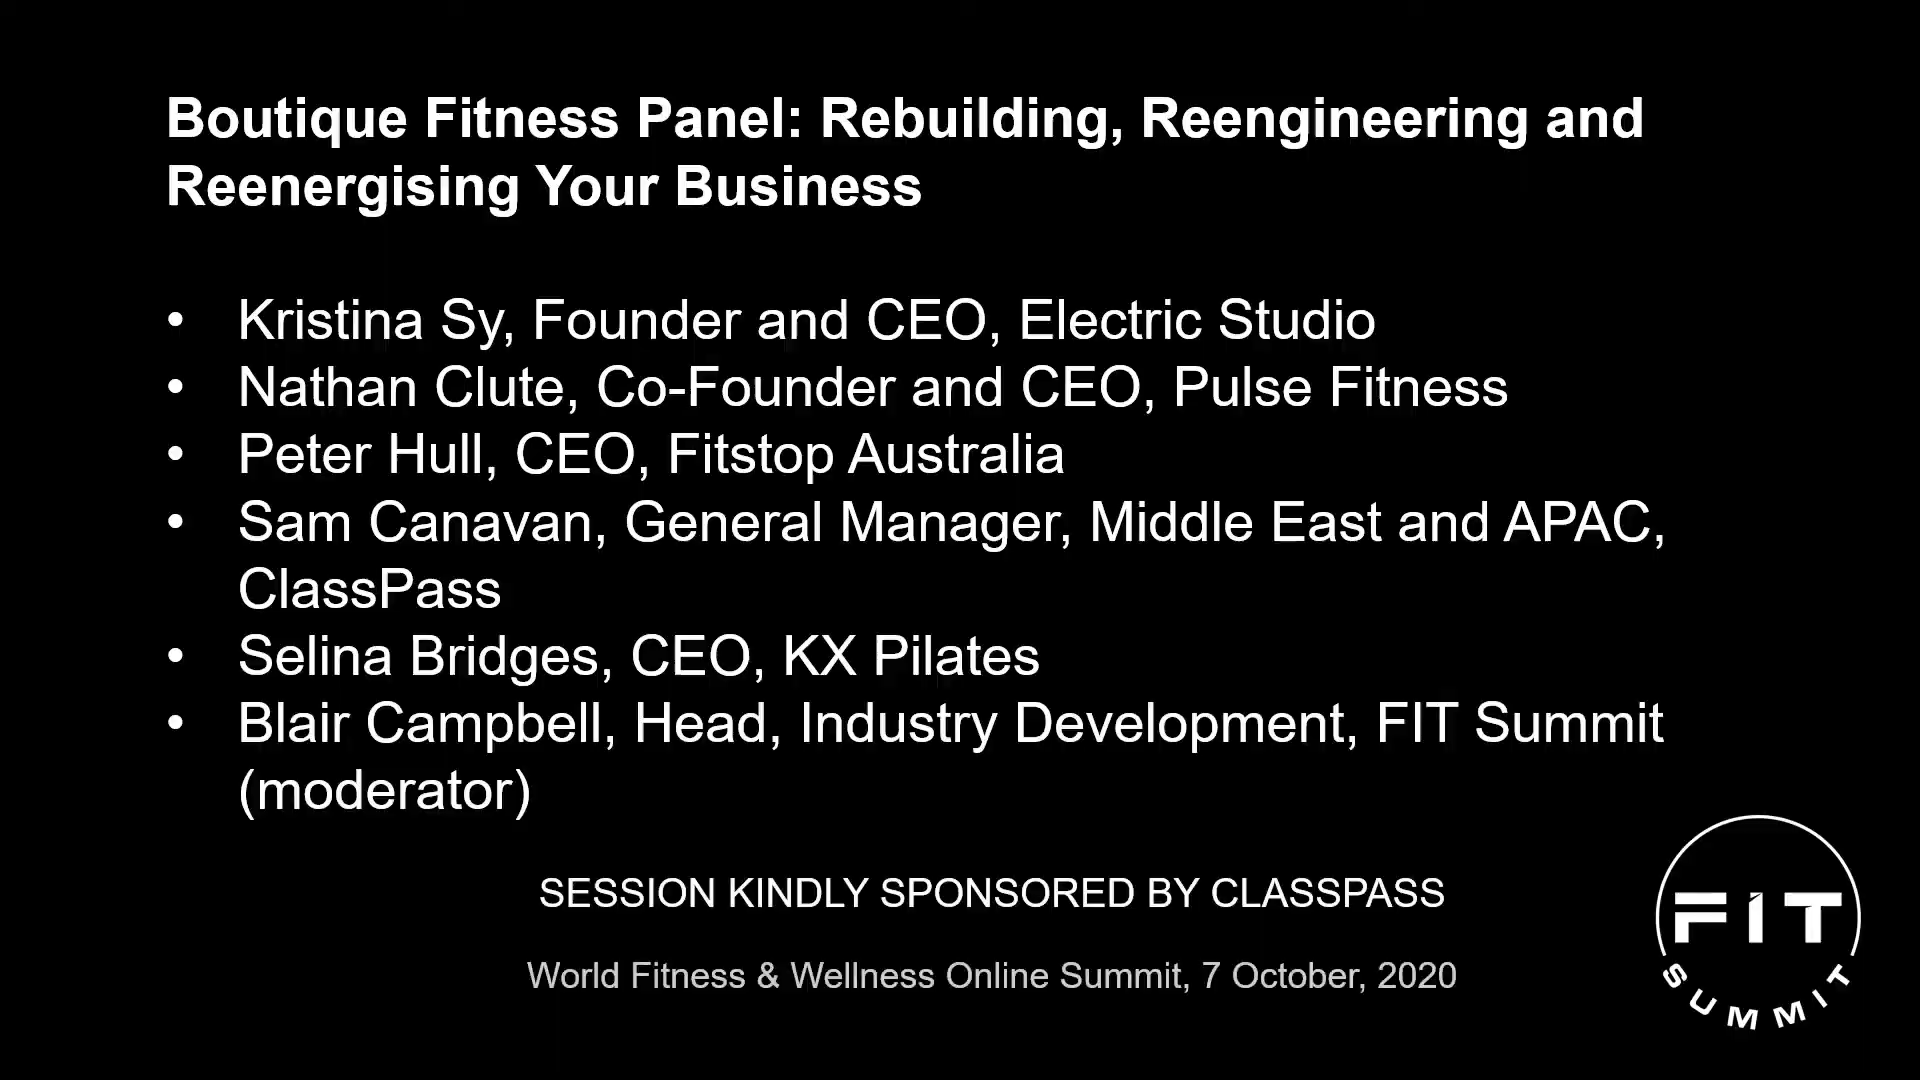 Boutique Fitness Panel: Rebuilding, Reengineering and
Reenergising Your Business
• Kristina Sy, Founder and CEO, Electric Studio
• Nathan Clute, Co-Founder and CEO, Pulse Fitness
• Peter Hull, CEO, Fitstop Australia
• Sam Canavan, General Manager, Middle East and APAC,
ClassPass
• Selina Bridges, CEO, KX Pilates
• Blair Campbell, Head, Industry Development, FIT Summit
(moderator)
SESSION KINDLY SPONSORED BY CLASSPASS
World Fitness & Wellness Online Summit, 7 October, 2020
FIT
SUMMIT